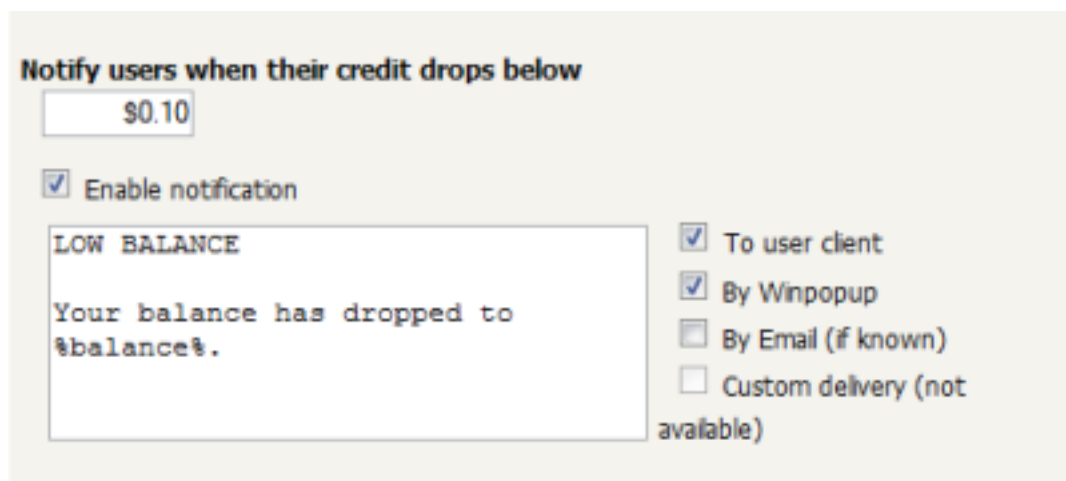 Notify users when their credit drops below
$0.10
Enable notification
LOW BALANCE
Your balance has dropped to
%balance%.
To user client
By Winpopup
By Email (if known)
Custom delivery (not
available)